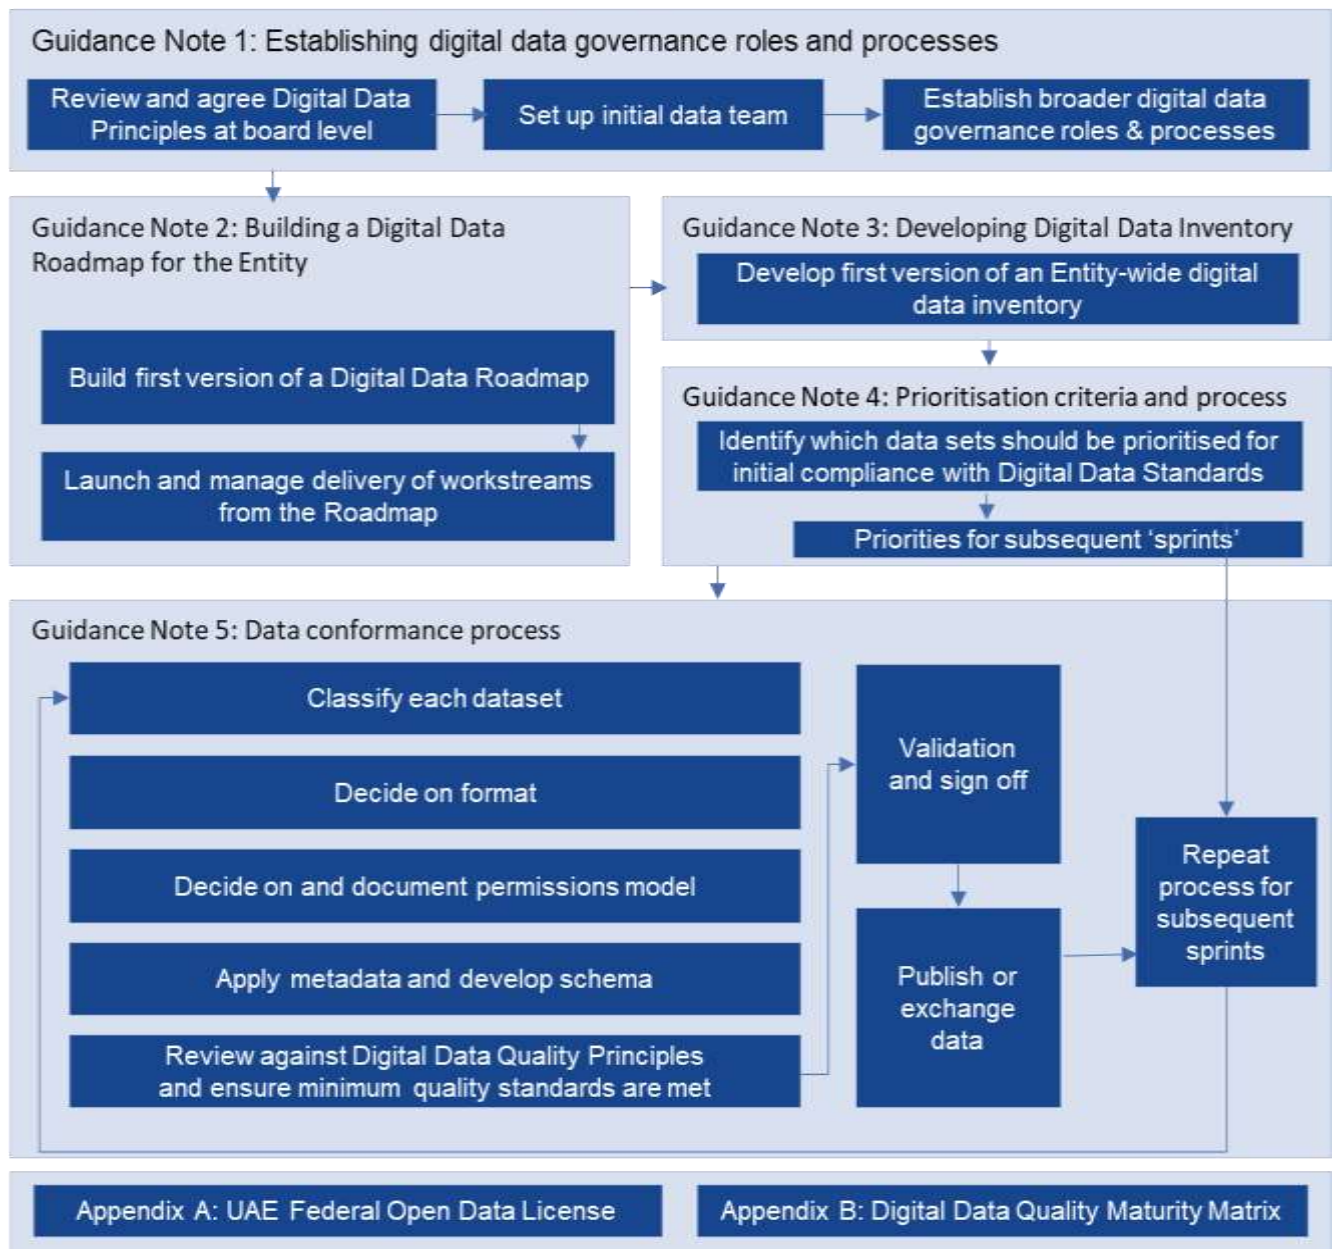 Guidance Note 1: Establishing digital data governance roles and processes
Review and agree Digital Data
Principles at board level
Set up initial data team
Establish broader digital data
governance roles & processes
Guidance Note 2: Building a Digital Data
Roadmap for the Entity
Build first version of a Digital Data Roadmap
Launch and manage delivery of workstreams
from the Roadmap
Guidance Note 3: Developing Digital Data Inventory
Develop first version of an Entity-wide digital
data inventory
Guidance Note 4: Prioritisation criteria and process
Identify which data sets should be prioritised for
initial compliance with Digital Data Standards
Priorities for subsequent ‘sprints’
Guidance Note 5: Data conformance process
Classify each dataset
Decide on format
Decide on and document permissions model
Apply metadata and develop schema
Review against Digital Data Quality Principles
and ensure minimum quality standards are met
Validation
and sign off
Publish or
exchange
data
Repeat
process for
subsequent
sprints
Appendix A: UAE Federal Open Data License
Appendix B: Digital Data Quality Maturity Matrix